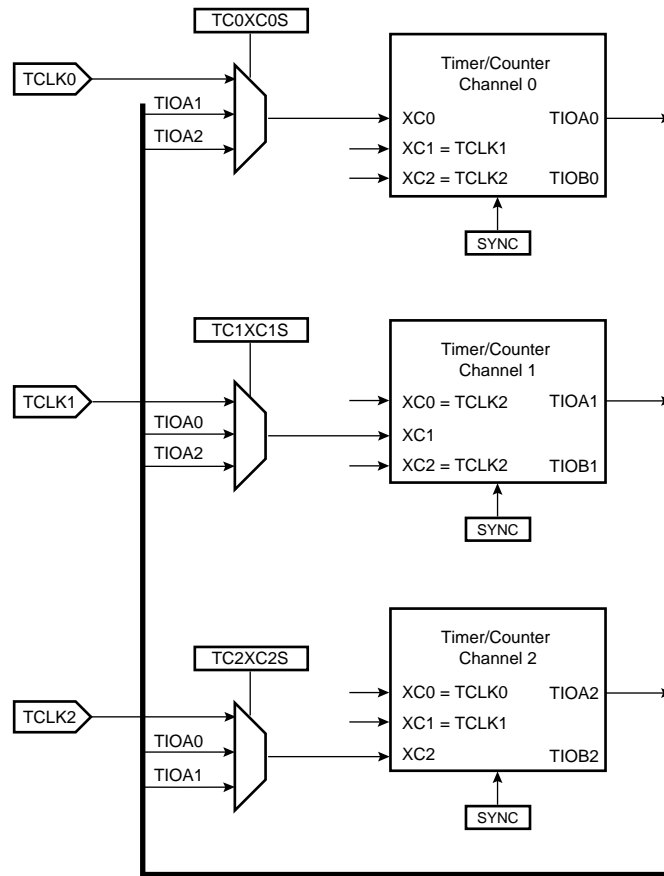 TC0XC0S
TCLK0
TIOA1
TIOA2
Timer/Counter
Channel 0
XC0
TIOA0
XC1 = TCLK1
XC2 = TCLK2
TIOB0
SYNC
TC1XC1S
TCLK1
TIOA0
TIOA2
Timer/Counter
Channel 1
XC0 = TCLK2
TIOA1
XC1
XC2 = TCLK2
TIOB1
SYNC
TC2XC2S
TCLK2
TIOA0
TIOA1
Timer/Counter
Channel 2
XC0 = TCLK0
TIOA2
XC1 = TCLK1
XC2
TIOB2
SYNC